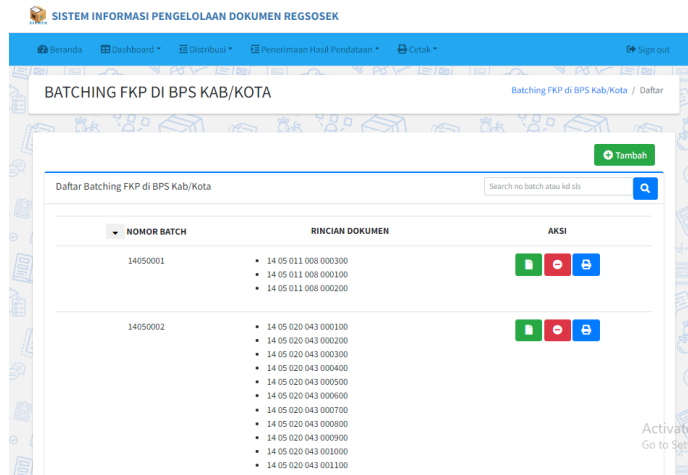 SISTEM INFORMASI PENGELOLAAN DOKUMEN REGSOSEK
Beranda Dashboard Distribusi Penerimaan Hasil Pendataan Cetak Sign out
BATCHING FKP DI BPS KAB/KOTA
Batching FKP di BPS Kab/Kota / Daftar
Tambah
Daftar Batching FKP di BPS Kab/Kota
Search no batch atau kd sls
NOMOR BATCH RINCIAN DOKUMEN AKSI
14050001
14 05 011 008 000300
14 05 011 008 000100
14 05 011 008 000200
14050002
14 05 020 043 000100
14 05 020 043 000200
14 05 020 043 000300
14 05 020 043 000400
14 05 020 043 000500
14 05 020 043 000600
14 05 020 043 000700
14 05 020 043 000800
14 05 020 043 000900
14 05 020 043 001000
14 05 020 043 001100
Activate
Go to Set